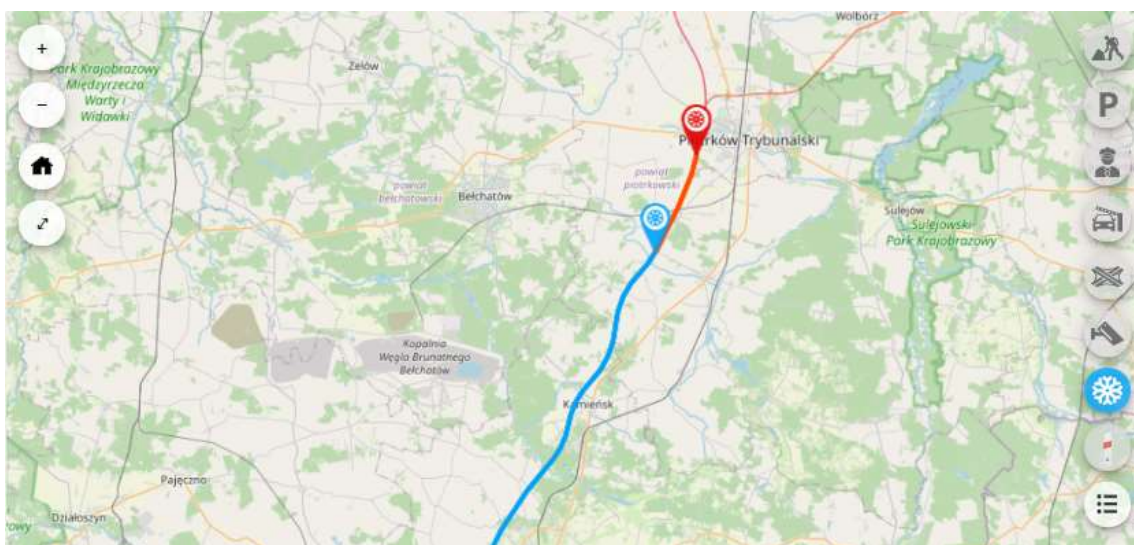 Wolbórz
+
Park Krajobrazowy
Międzyrzecza
Warty i
Widawki
Zelów
–
P
Piotrków Trybunalski
powiat
piotrkowski
powiat
bełchatowski
Bełchatów
Sulejów
Sulejowski
Park Krajobrazowy
Kopalnia
Węgla Brunatnego
Bełchatów
Kamieńsk
Pajęczno
Działoszyn
owy